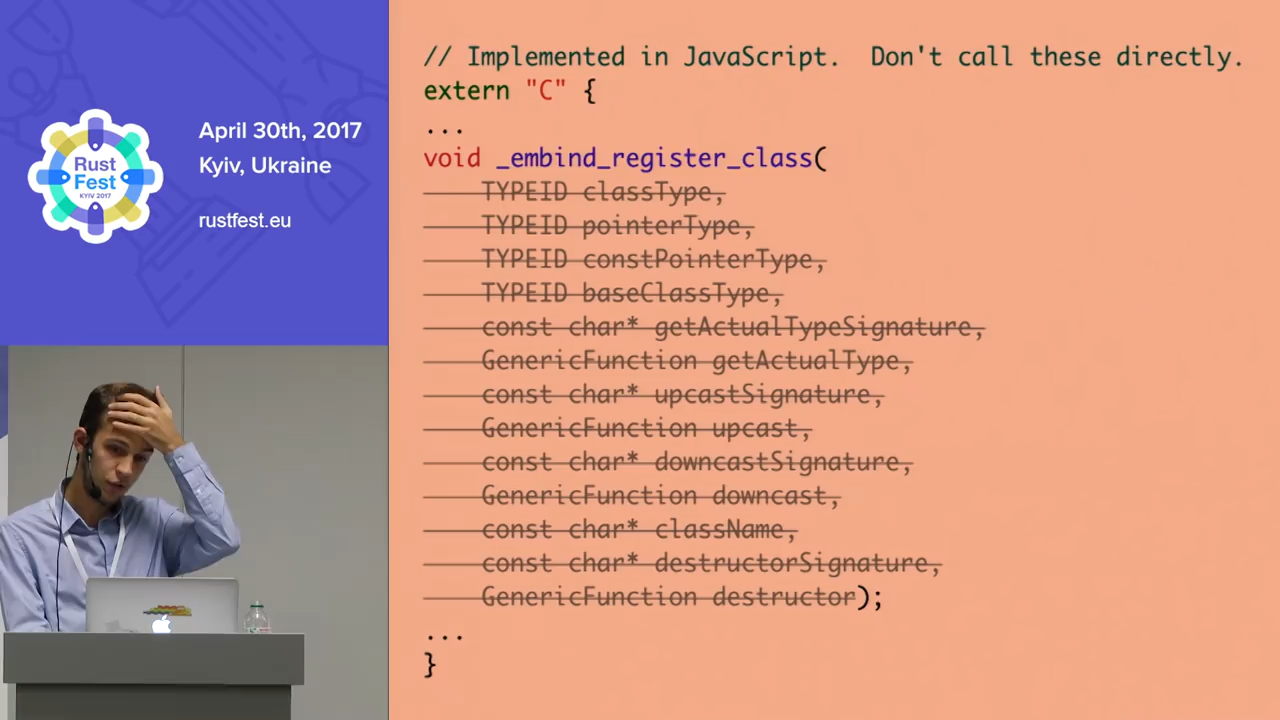 April 30th, 2017
Kyiv, Ukraine
rustfest.eu
Rust
Fest
KYIV 2017
// Implemented in JavaScript.  Don't call these directly.
extern "C" {
...
void _embind_register_class(
    TYPEID classType,
    TYPEID pointerType,
    TYPEID constPointerType,
    TYPEID baseClassType,
    const char* getActualTypeSignature,
    GenericFunction getActualType,
    const char* upcastSignature,
    GenericFunction upcast,
    const char* downcastSignature,
    GenericFunction downcast,
    const char* className,
    const char* destructorSignature,
    GenericFunction destructor);
...
}